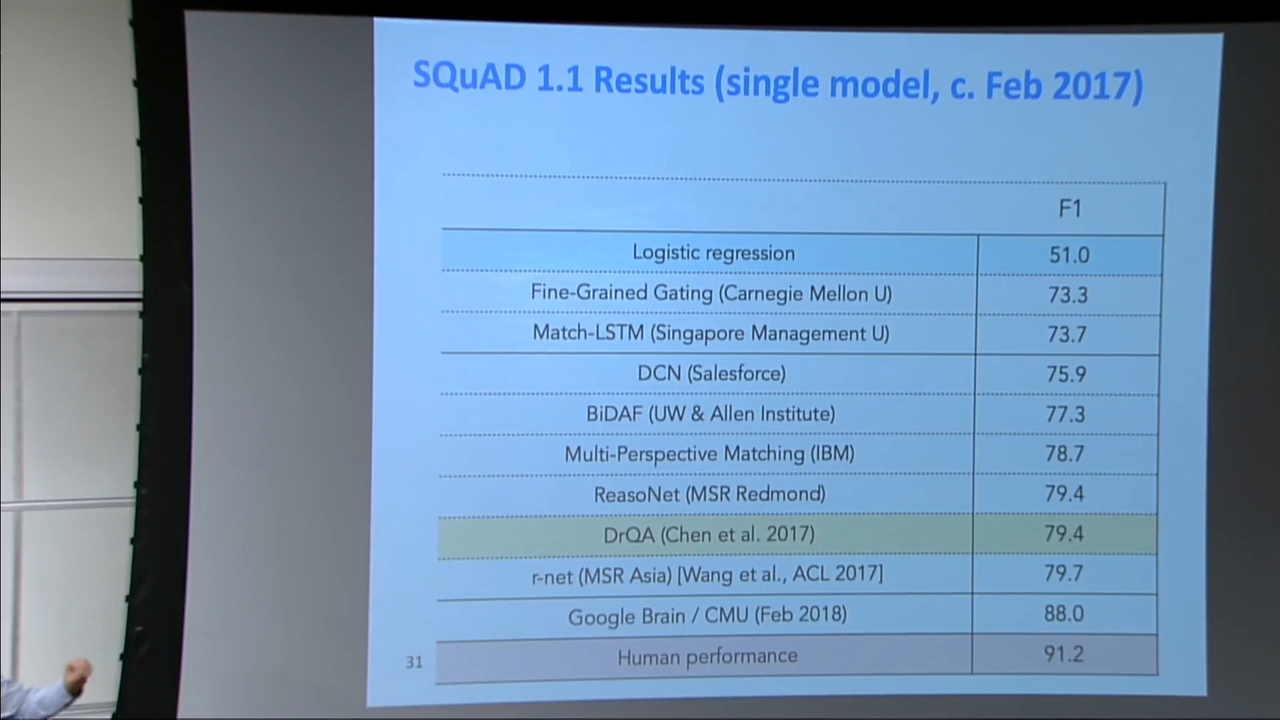 SQuAD 1.1 Results (single model, c. Feb 2017)
F1
Logistic regression 51.0
Fine-Grained Gating (Carnegie Mellon U) 73.3
Match-LSTM (Singapore Management U) 73.7
DCN (Salesforce) 75.9
BiDAF (UW & Allen Institute) 77.3
Multi-Perspective Matching (IBM) 78.7
ReasoNet (MSR Redmond) 79.4
DrQA (Chen et al. 2017) 79.4
r-net (MSR Asia) [Wang et al., ACL 2017] 79.7
Google Brain / CMU (Feb 2018) 88.0
Human performance 91.2
31